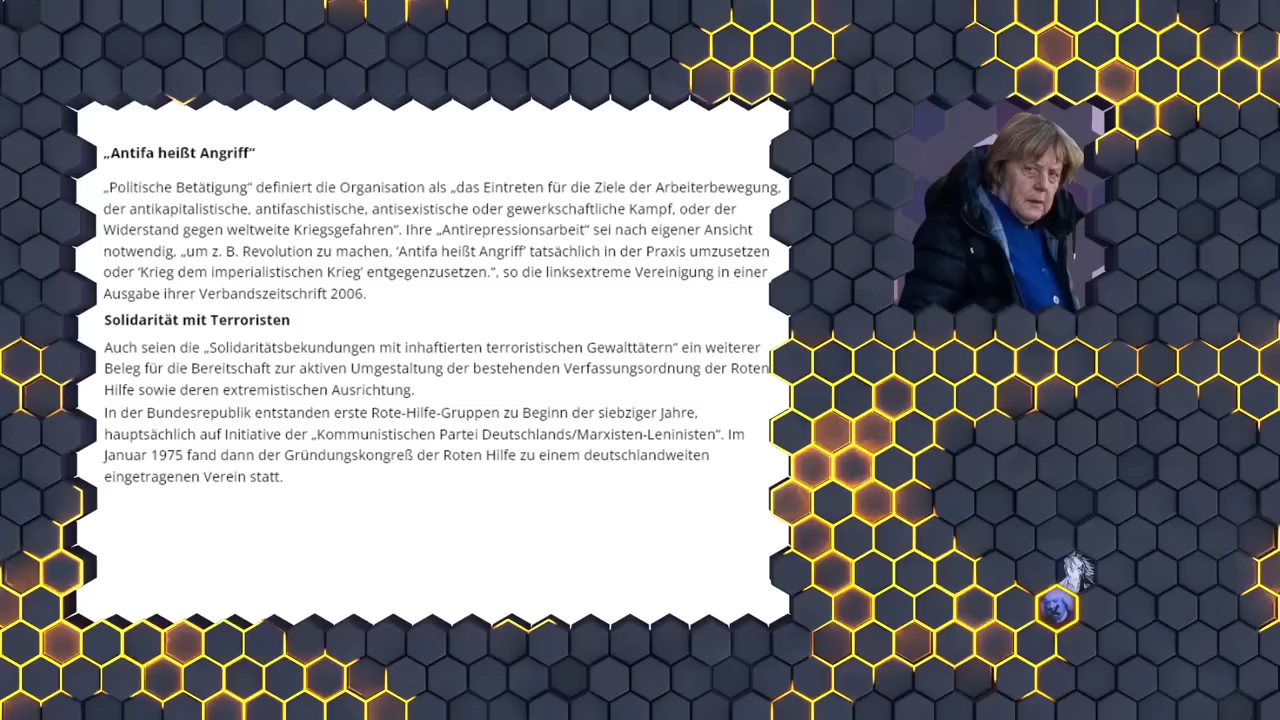 „Antifa heißt Angriff“
„Politische Betätigung“ definiert die Organisation als „das Eintreten für die Ziele der Arbeiterbewegung,
der antikapitalistische, antifaschistische, antisexistische oder gewerkschaftliche Kampf, oder der
Widerstand gegen weltweite Kriegsgefahren“. Ihre „Antirepressionsarbeit“ sei nach eigener Ansicht
notwendig, „um z. B. Revolution zu machen, ‘Antifa heißt Angriff’ tatsächlich in der Praxis umzusetzen
oder ‘Krieg dem imperialistischen Krieg’ entgegenzusetzen.“, so die linksextreme Vereinigung in einer
Ausgabe ihrer Verbandszeitschrift 2006.
Solidarität mit Terroristen
Auch seien die „Solidaritätsbekundungen mit inhaftierten terroristischen Gewalttätern“ ein weiterer
Beleg für die Bereitschaft zur aktiven Umgestaltung der bestehenden Verfassungsordnung der Roten
Hilfe sowie deren extremistischen Ausrichtung.
In der Bundesrepublik entstanden erste Rote-Hilfe-Gruppen zu Beginn der siebziger Jahre,
hauptsächlich auf Initiative der „Kommunistischen Partei Deutschlands/Marxisten-Leninisten“. Im
Januar 1975 fand dann der Gründungskongreß der Roten Hilfe zu einem deutschlandweiten
eingetragenen Verein statt.